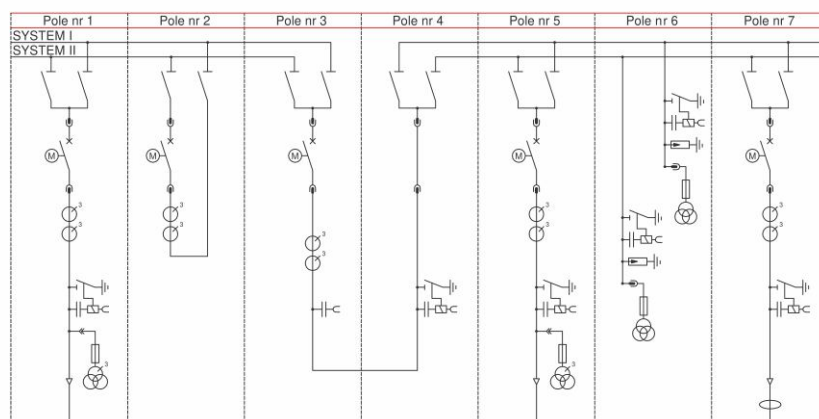 Pole nr 1 Pole nr 2 Pole nr 3 Pole nr 4 Pole nr 5 Pole nr 6 Pole nr 7
SYSTEM I
SYSTEM II
M M M M M
3 3 3 3
3 3 3 3
3
3
3 3